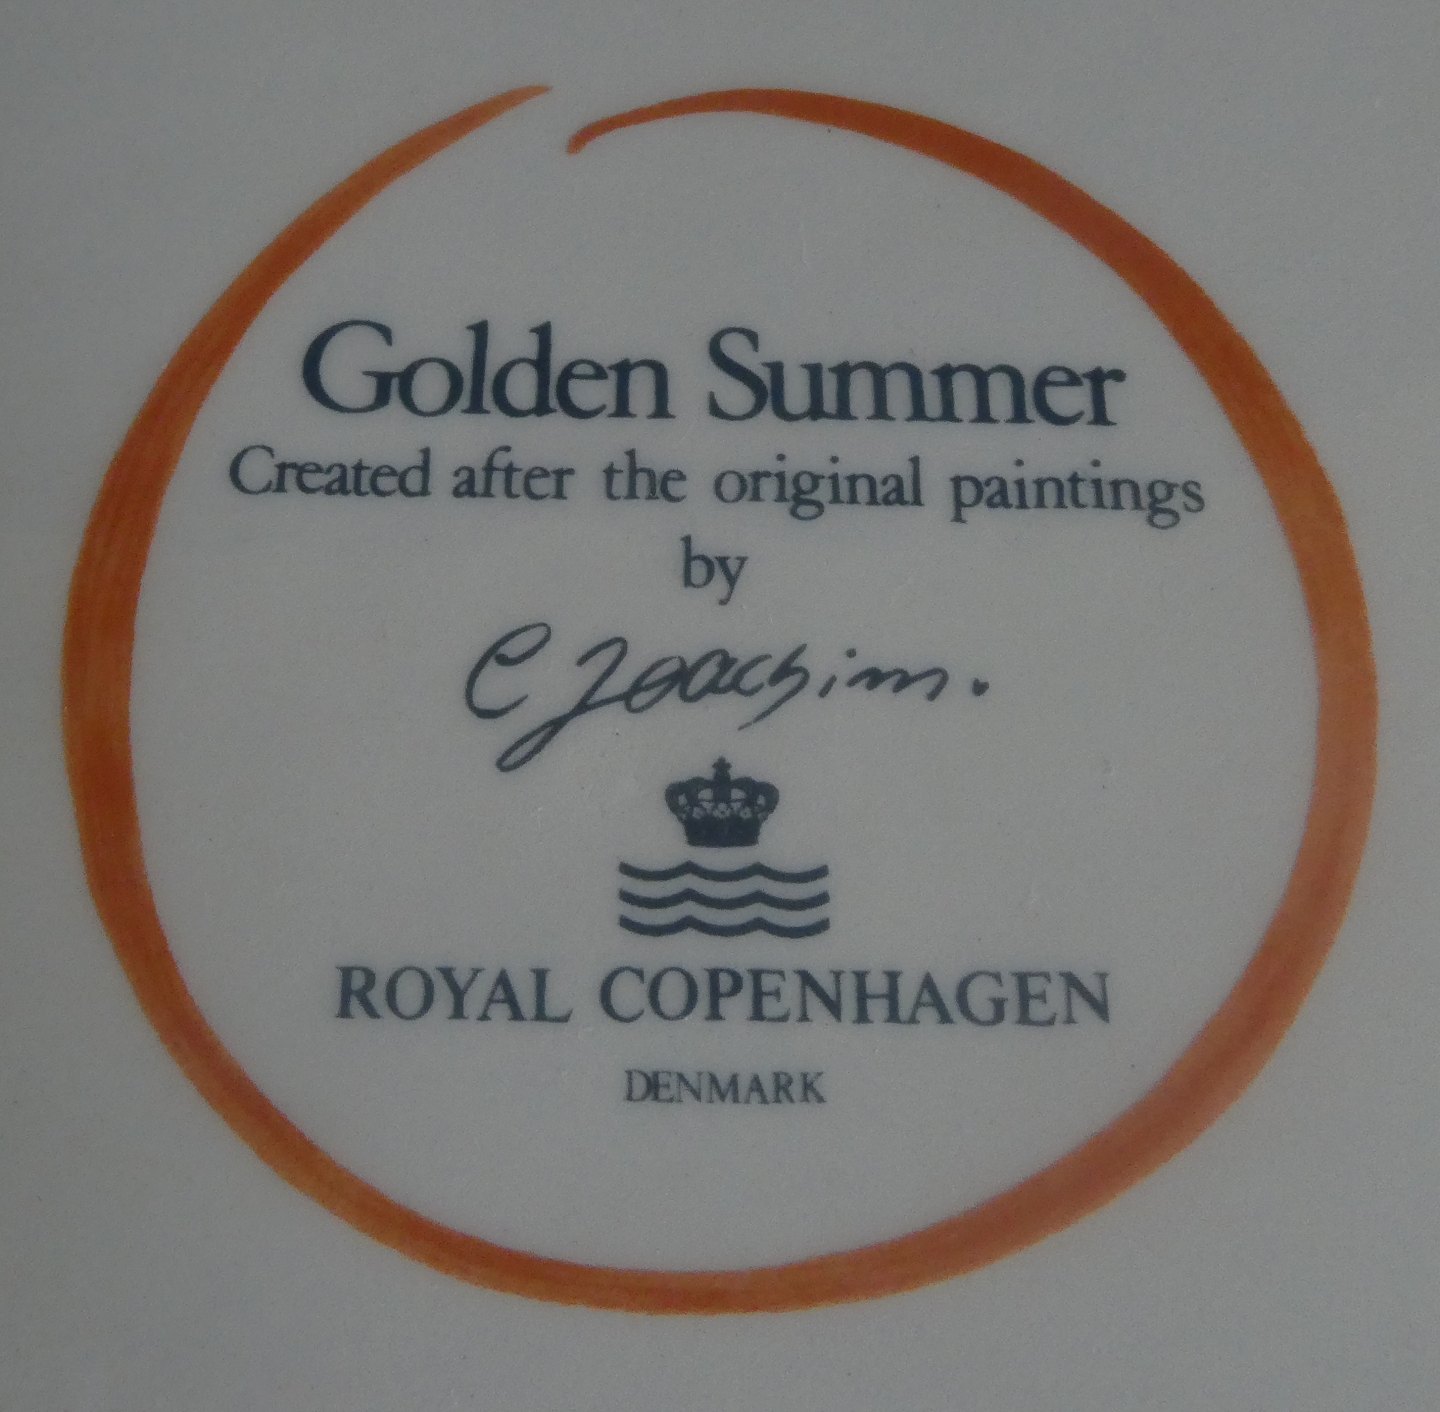 Golden Summer
Created after the original paintings
by
C Joachim.
ROYAL COPENHAGEN
DENMARK